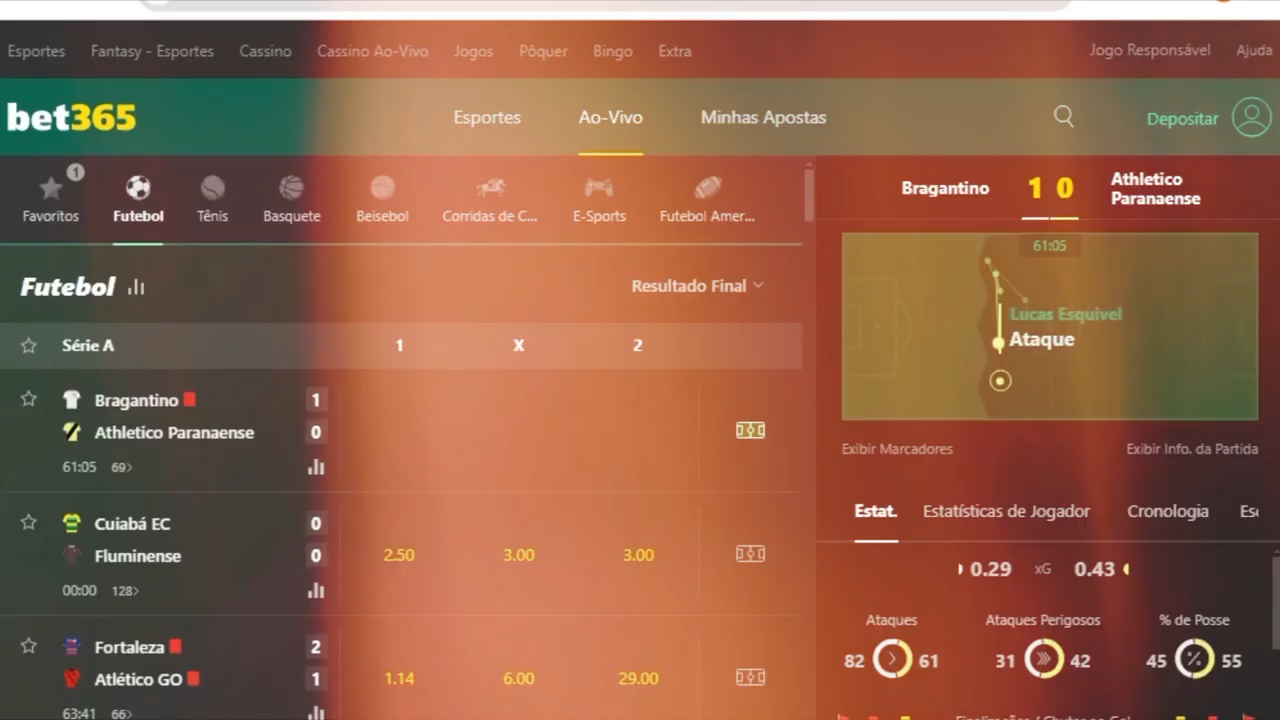 Esportes Fantasy - Esportes Cassino Cassino Ao-Vivo Jogos Pôquer Bingo Extra Jogo Responsável Ajuda
bet365 Esportes Ao-Vivo Minhas Apostas Depositar
1
Favoritos Futebol Tênis Basquete Beisebol Corridas de C... E-Sports Futebol Amer...
Futebol Resultado Final
Série A 1 X 2
Bragantino 1
Athletico Paranaense 0
61:05 69>
Cuiabá EC 0
Fluminense 0
2.50 3.00 3.00
00:00 128>
Fortaleza 2
Atlético GO 1
1.14 6.00 29.00
63:41 66>
Bragantino 1 0 Athletico
Paranaense
61:05
Lucas Esquivel
Ataque
Exibir Marcadores Exibir Info. da Partida
Estat. Estatísticas de Jogador Cronologia Esc
0.29 xG 0.43
Ataques Ataques Perigosos % de Posse
82 61 31 42 45 % 55